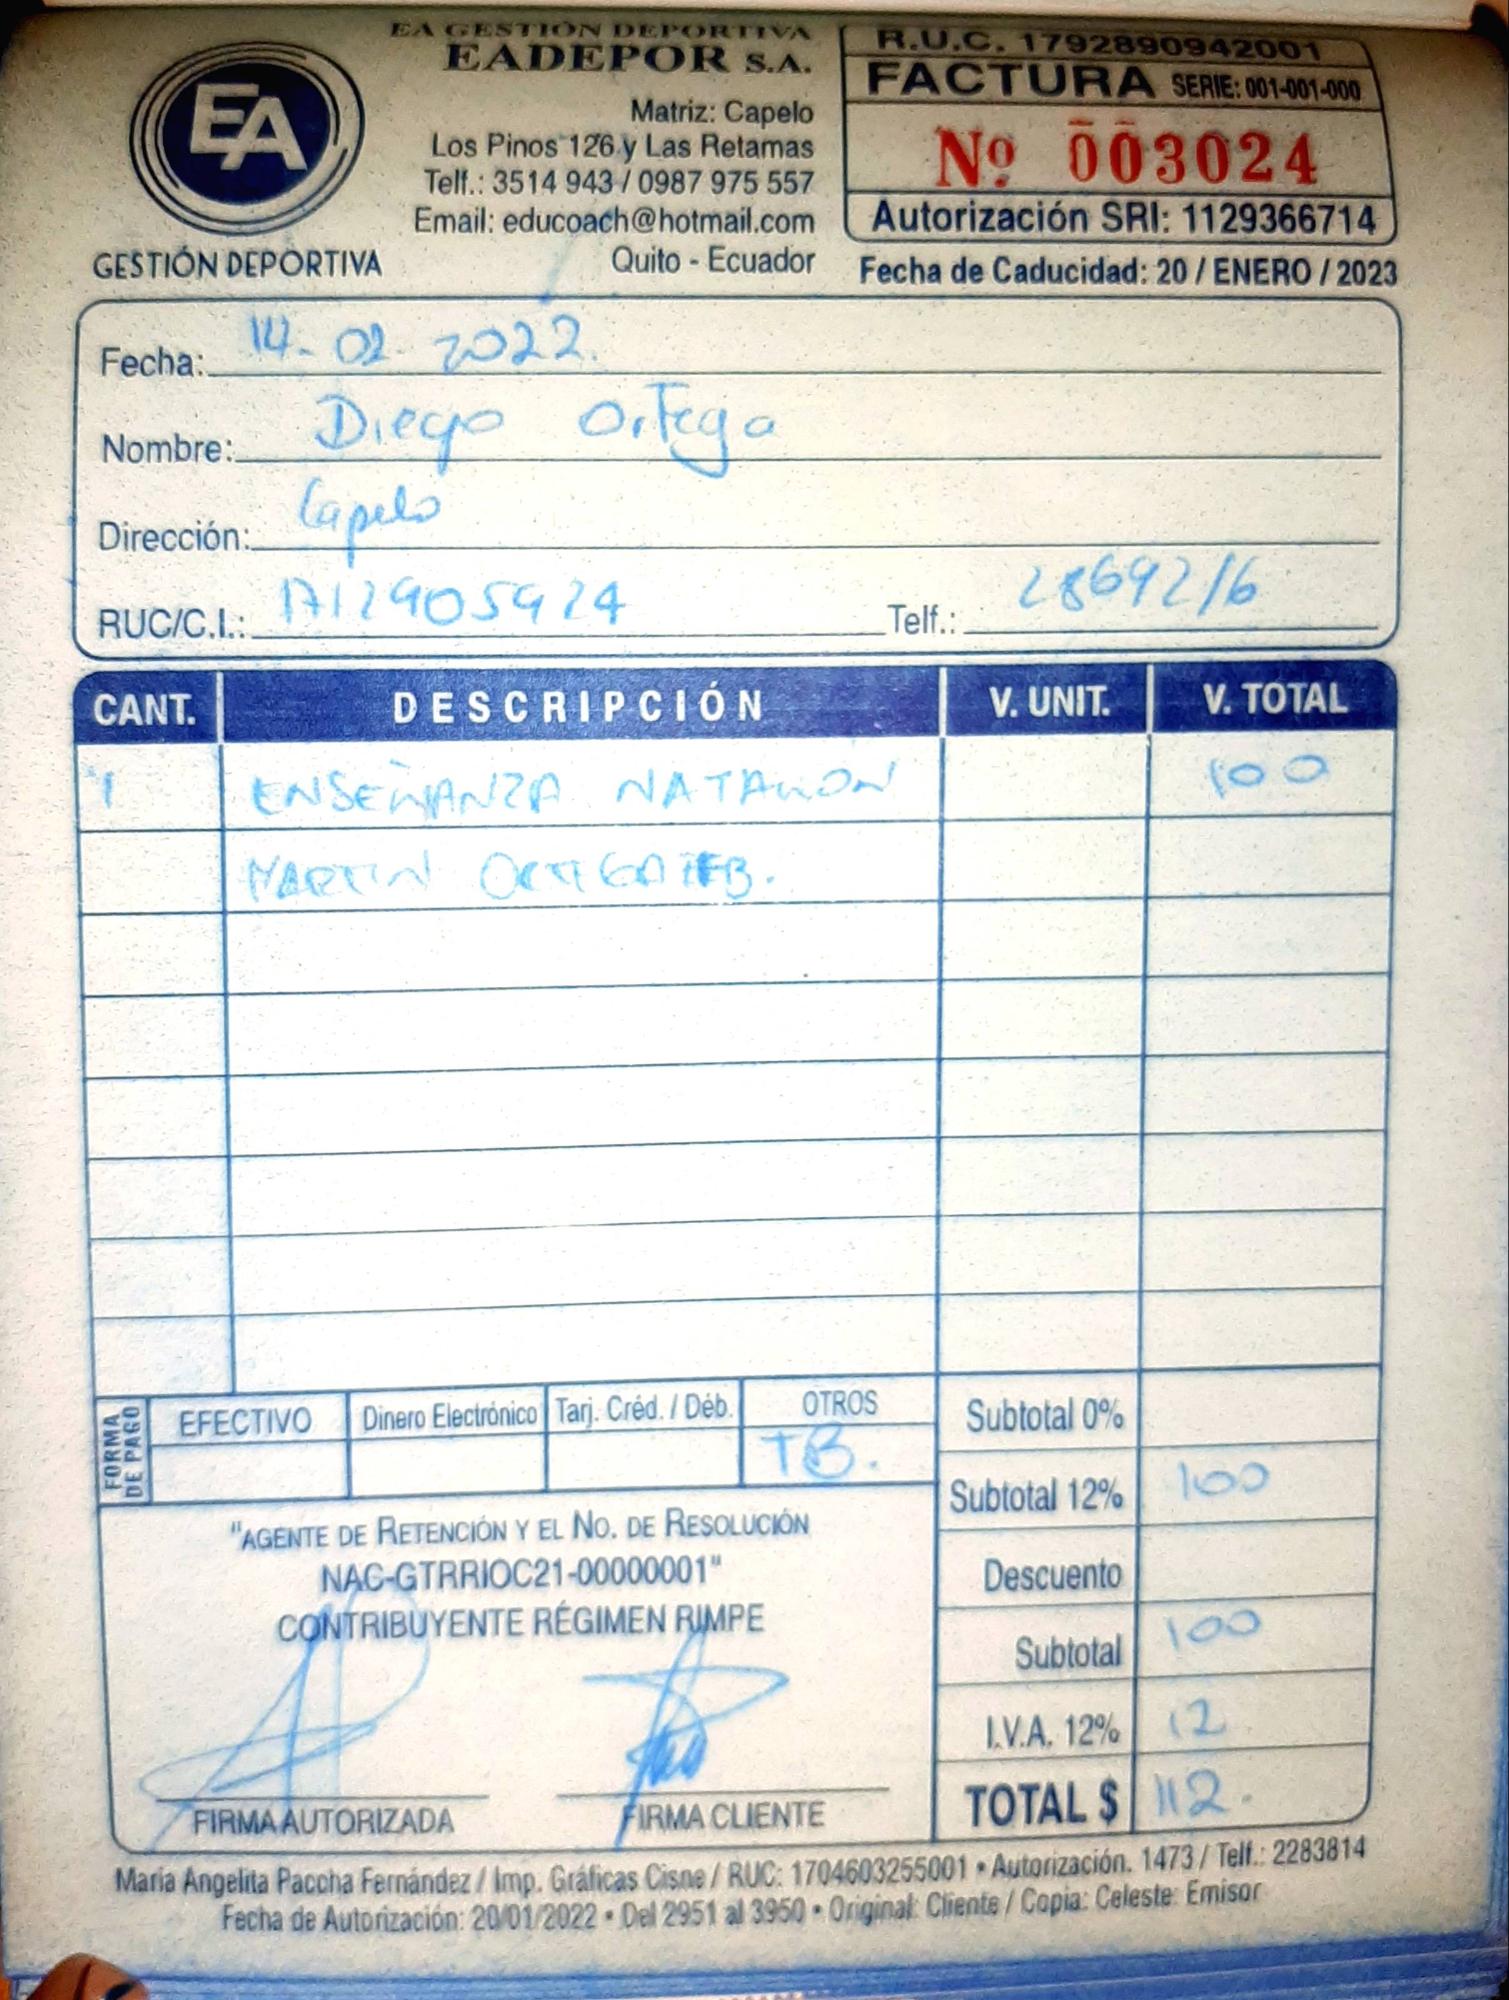 EA GESTIÓN DEPORTIVA
EADEPOR S.A.
Matriz: Capelo
Los Pinos 126 y Las Retamas
Telf.: 3514 943 / 0987 975 557
Email: educoach@hotmail.com
Quito - Ecuador
EA
GESTIÓN DEPORTIVA
R.U.C. 1792890942001
FACTURA SERIE: 001-001-000
Nº 003024
Autorización SRI: 1129366714
Fecha de Caducidad: 20 / ENERO / 2023
Fecha: 14-02-2022.
Nombre: Diego Ortega
Dirección: Capelo
RUC/C.I.: 1712905924 Telf.: 2869216
CANT. DESCRIPCIÓN V. UNIT. V. TOTAL
1 ENSEÑANZA NATACIÓN 100
MARTIN ORTEGA FEB.
FORMA DE PAGO EFECTIVO Dinero Electrónico Tarj. Créd. / Déb. OTROS
TB.
Subtotal 0%
Subtotal 12% 100
Descuento
Subtotal 100
I.V.A. 12% 12
TOTAL $ 112.
"AGENTE DE RETENCIÓN Y EL NO. DE RESOLUCIÓN
NAC-GTRRIOC21-00000001"
CONTRIBUYENTE RÉGIMEN RIMPE
FIRMA AUTORIZADA FIRMA CLIENTE
María Angelita Paccha Fernández / Imp. Gráficas Cisne / RUC: 1704603255001 • Autorización. 1473 / Telf.: 2283814
Fecha de Autorización: 20/01/2022 • Del 2951 al 3950 • Original: Cliente / Copia: Celeste: Emisor